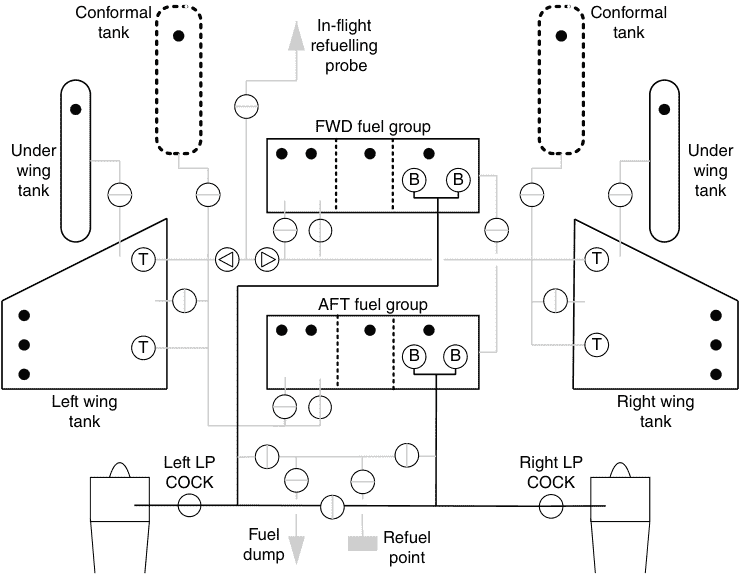 Conformal
tank
In-flight
refuelling
probe
Conformal
tank
Under
wing
tank
FWD fuel group
B
B
Under
wing
tank
T
T
AFT fuel group
T
B
B
T
Left wing
tank
Right wing
tank
Left LP
COCK
Right LP
COCK
Fuel
dump
Refuel
point